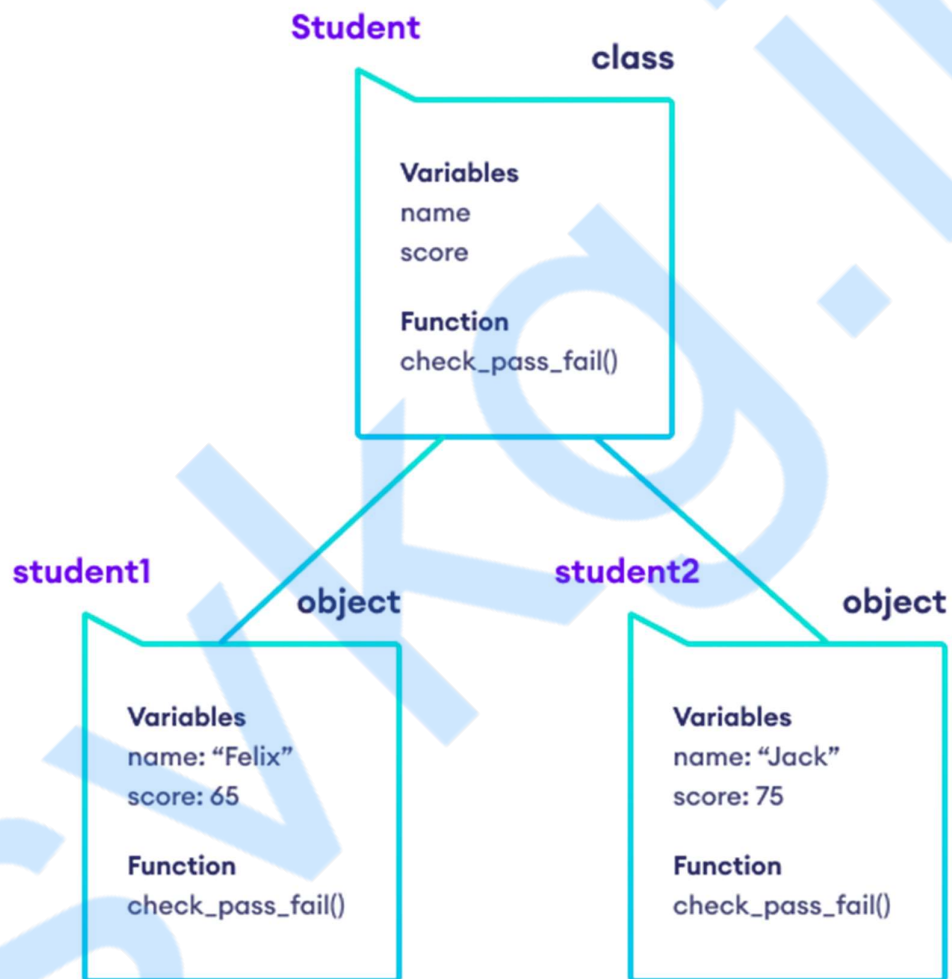 Student
class
Variables
name
score
Function
check_pass_fail()
student1
object
Variables
name: “Felix”
score: 65
Function
check_pass_fail()
student2
object
Variables
name: “Jack”
score: 75
Function
check_pass_fail()